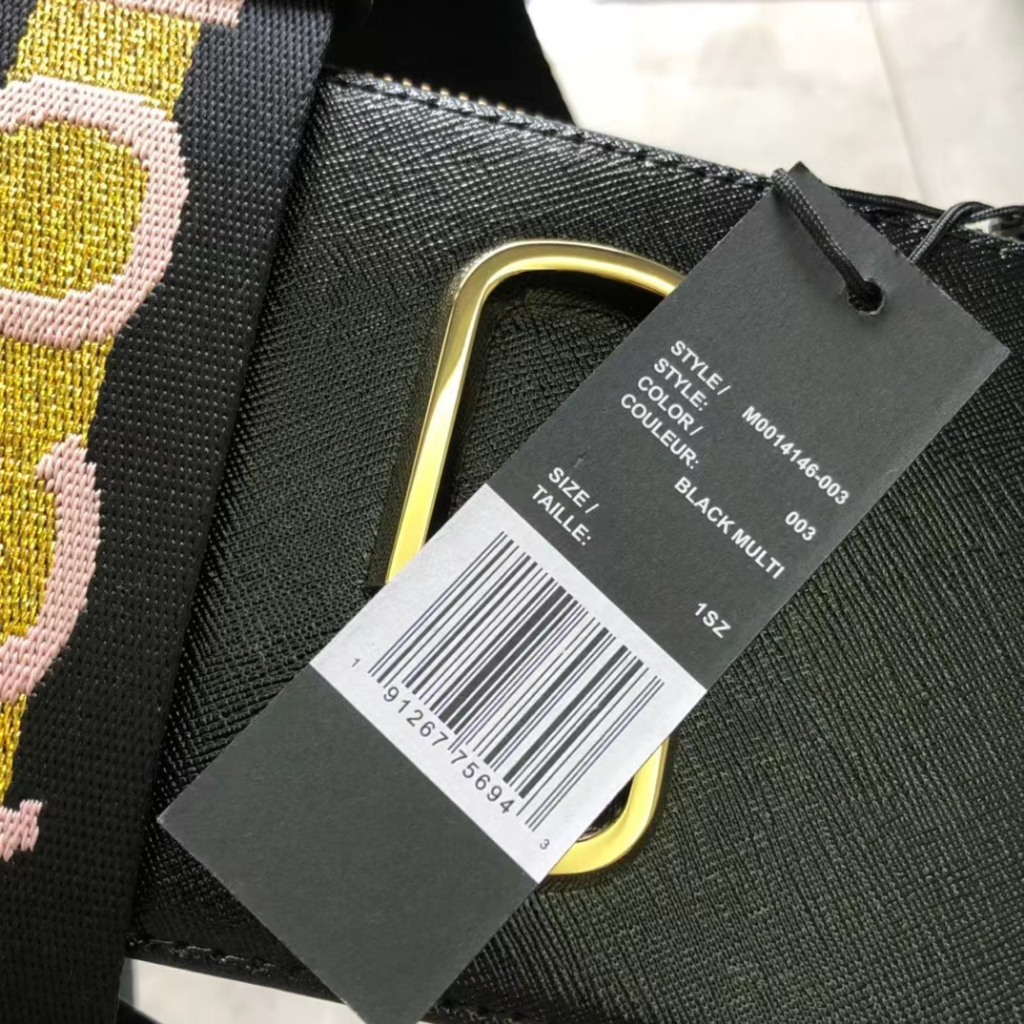 STYLE /
STYLE: M0014146-003
COLOR /
COULEUR: 003
BLACK MULTI
SIZE /
TAILLE: 1SZ
1 91267 75694 3